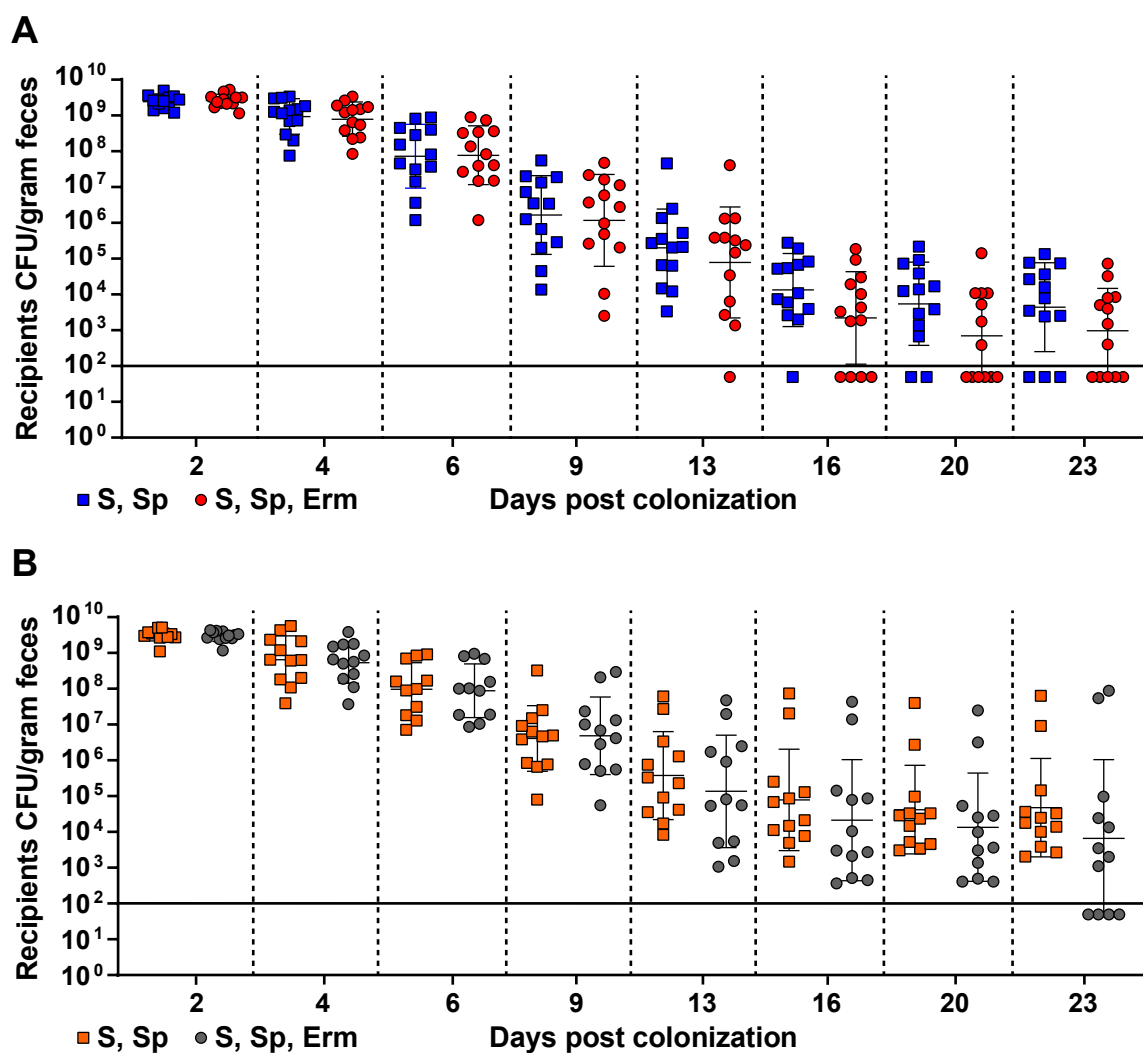 A
Recipients CFU/gram feces
10^10
10^9
10^8
10^7
10^6
10^5
10^4
10^3
10^2
10^1
10^0
2 4 6 9 13 16 20 23
S, Sp S, Sp, Erm Days post colonization
B
Recipients CFU/gram feces
10^10
10^9
10^8
10^7
10^6
10^5
10^4
10^3
10^2
10^1
10^0
2 4 6 9 13 16 20 23
S, Sp S, Sp, Erm Days post colonization